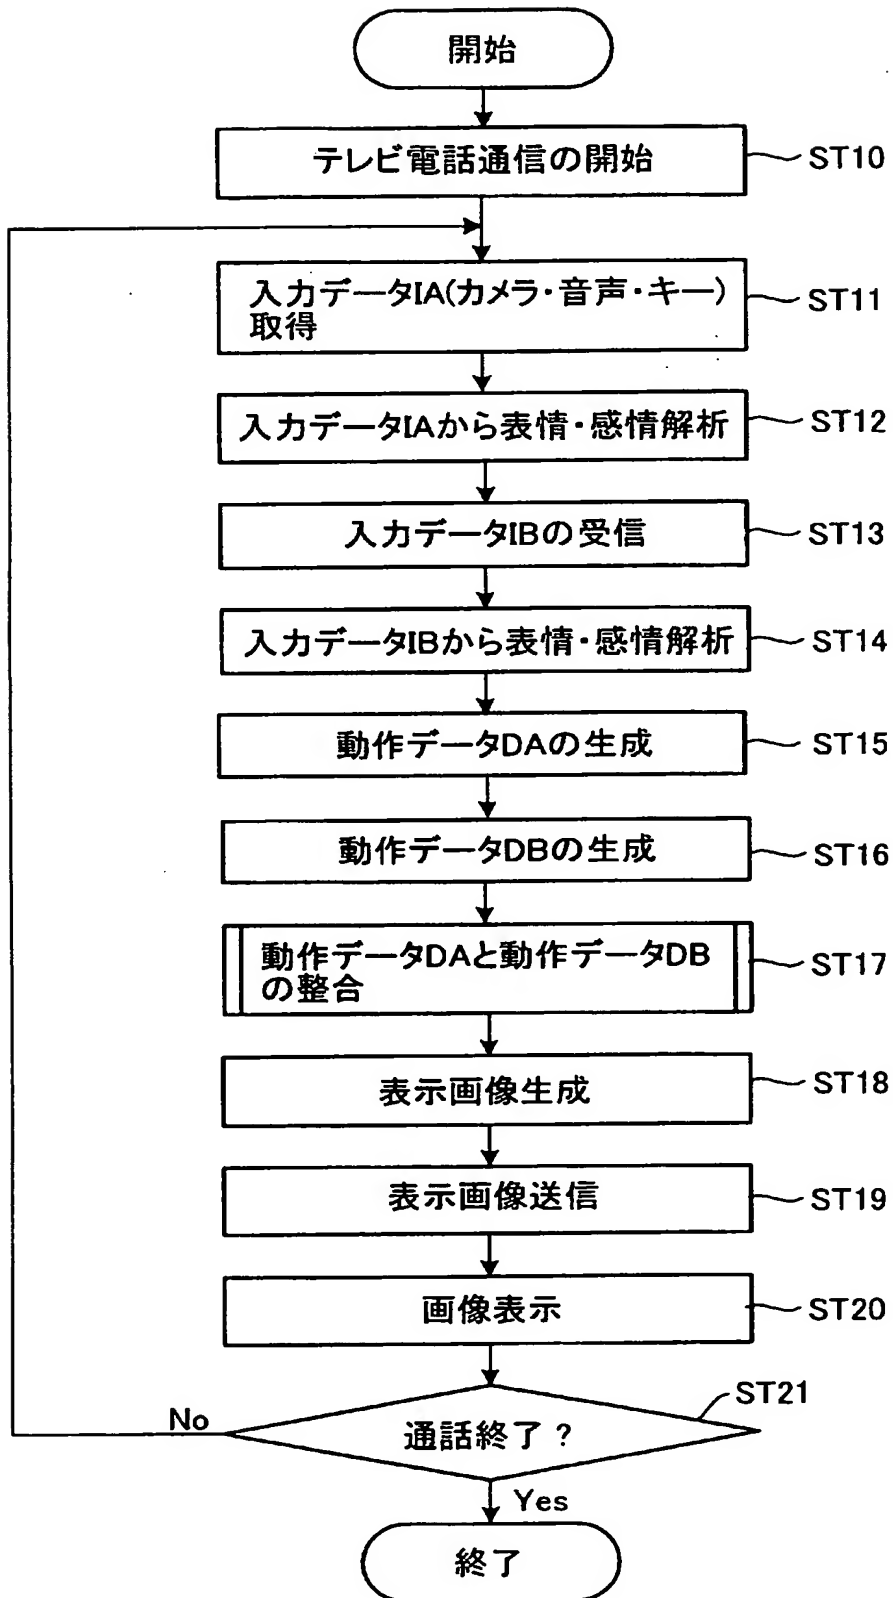 開始
テレビ電話通信の開始
ST10
入力データIA(カメラ・音声・キー)
取得
ST11
入力データIAから表情・感情解析
ST12
入力データIBの受信
ST13
入力データIBから表情・感情解析
ST14
動作データDAの生成
ST15
動作データDBの生成
ST16
動作データDAと動作データDB
の整合
ST17
表示画像生成
ST18
表示画像送信
ST19
画像表示
ST20
ST21
通話終了?
No
Yes
終了